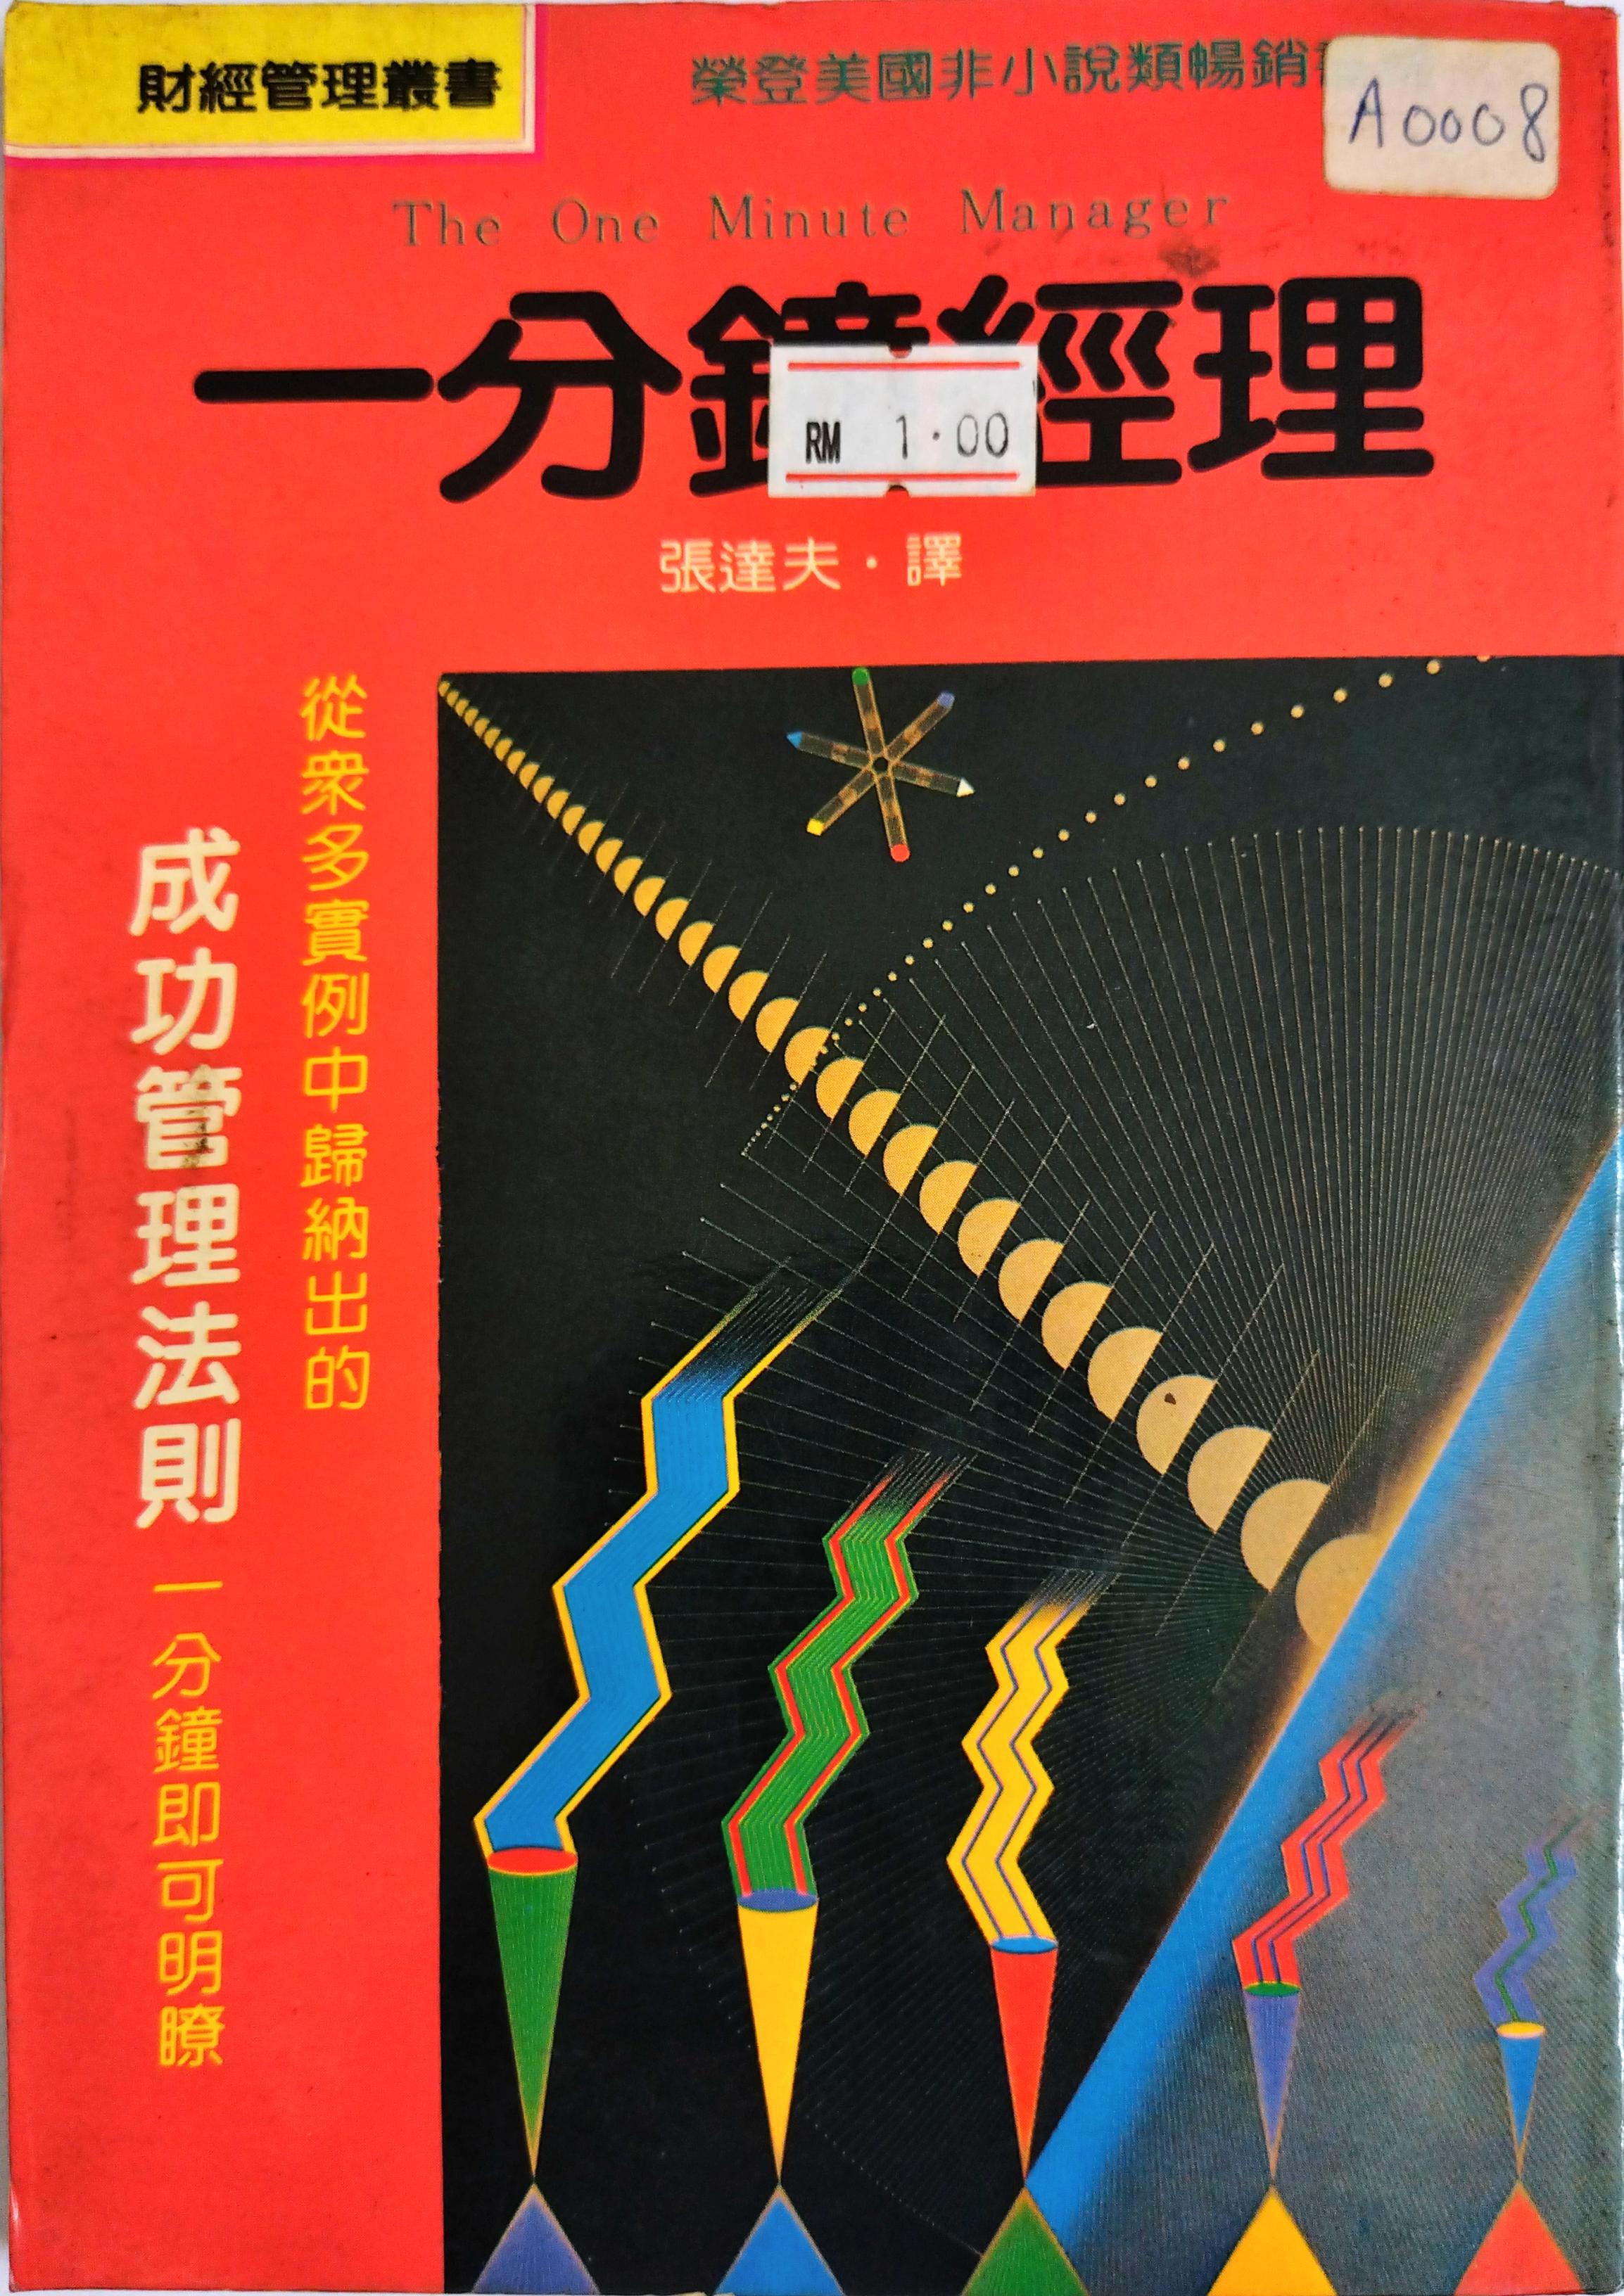 財經管理叢書
榮登美國非小說類暢銷
A0008
The One Minute Manager
一分鐘經理
RM 1.00
張達夫・譯
從衆多實例中歸納出的
成功管理法則
一分鐘即可明瞭